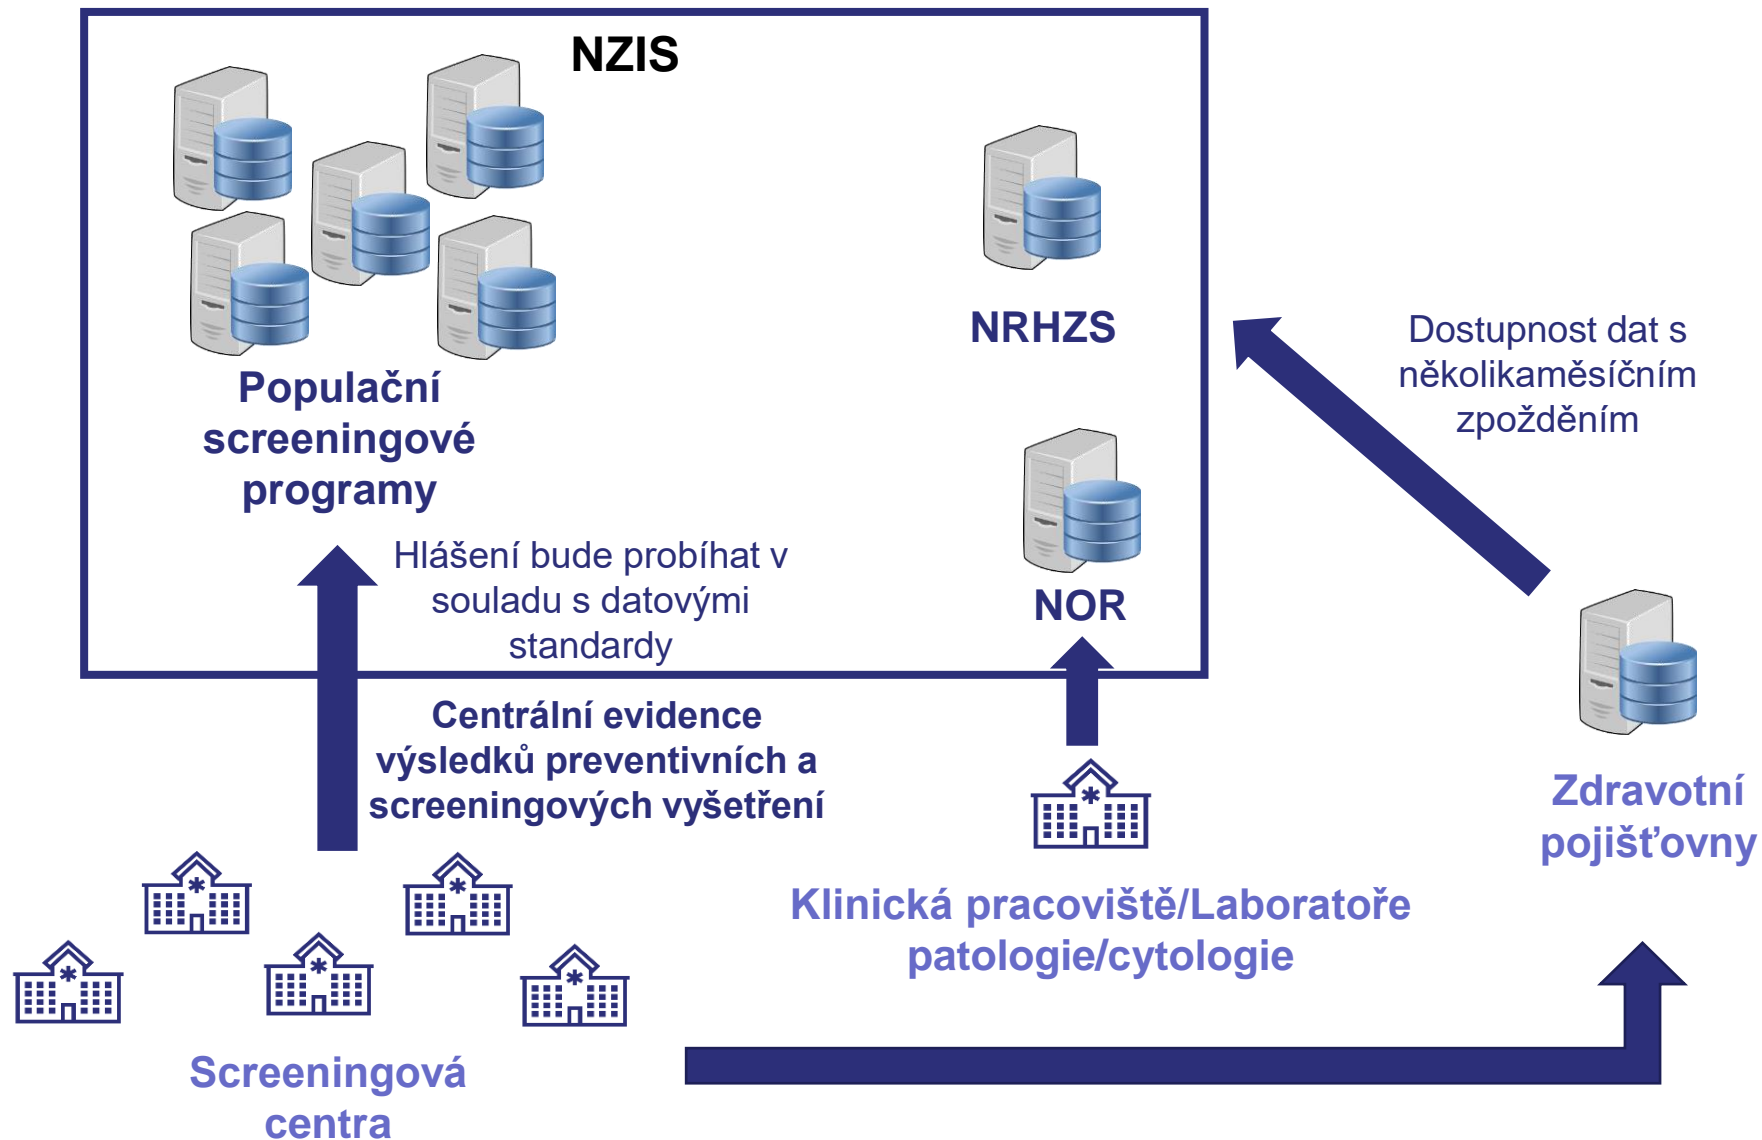 NZIS
NRHZS
Populační
screeningové
programy
Dostupnost dat s
několikaměsíčním
zpožděním
Hlášení bude probíhat v
souladu s datovými
standardy
NOR
Centrální evidence
výsledků preventivních a
screeningových vyšetření
Zdravotní
pojišťovny
Klinická pracoviště/Laboratoře
patologie/cytologie
Screeningová
centra